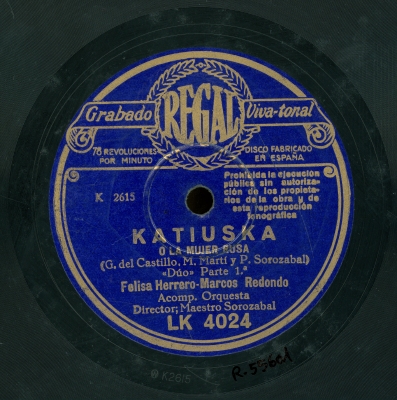 Grabado REGAL Viva-tonal
78 REVOLUCIONES POR MINUTO
DISCO FABRICADO EN ESPAÑA
Prohibida la ejecucion
pública sin autoriza-
ción de los propieta-
rios de la obra y de
esta reproducción
fonográfica
K 2615
KATIUSKA
O LA MUJER RUSA
(G. del Castillo, M. Martí y P. Sorozabal)
«Dúo» Parte 1.ª
Felisa Herrero-Marcos Redondo
Acomp. Orquesta
Director; Maestro Sorozabal
LK 4024
K2615